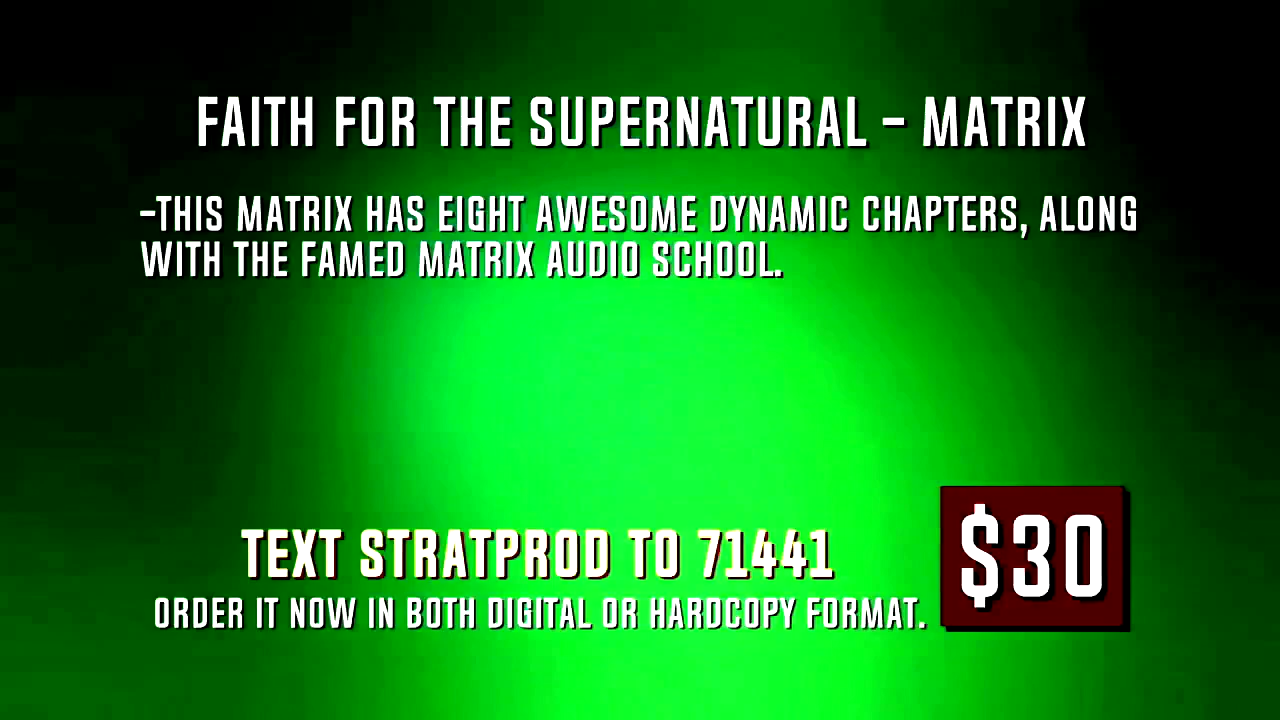 FAITH FOR THE SUPERNATURAL - MATRIX
-THIS MATRIX HAS EIGHT AWESOME DYNAMIC CHAPTERS, ALONG
WITH THE FAMED MATRIX AUDIO SCHOOL.
TEXT STRATPROD TO 71441
ORDER IT NOW IN BOTH DIGITAL OR HARDCOPY FORMAT.
$30